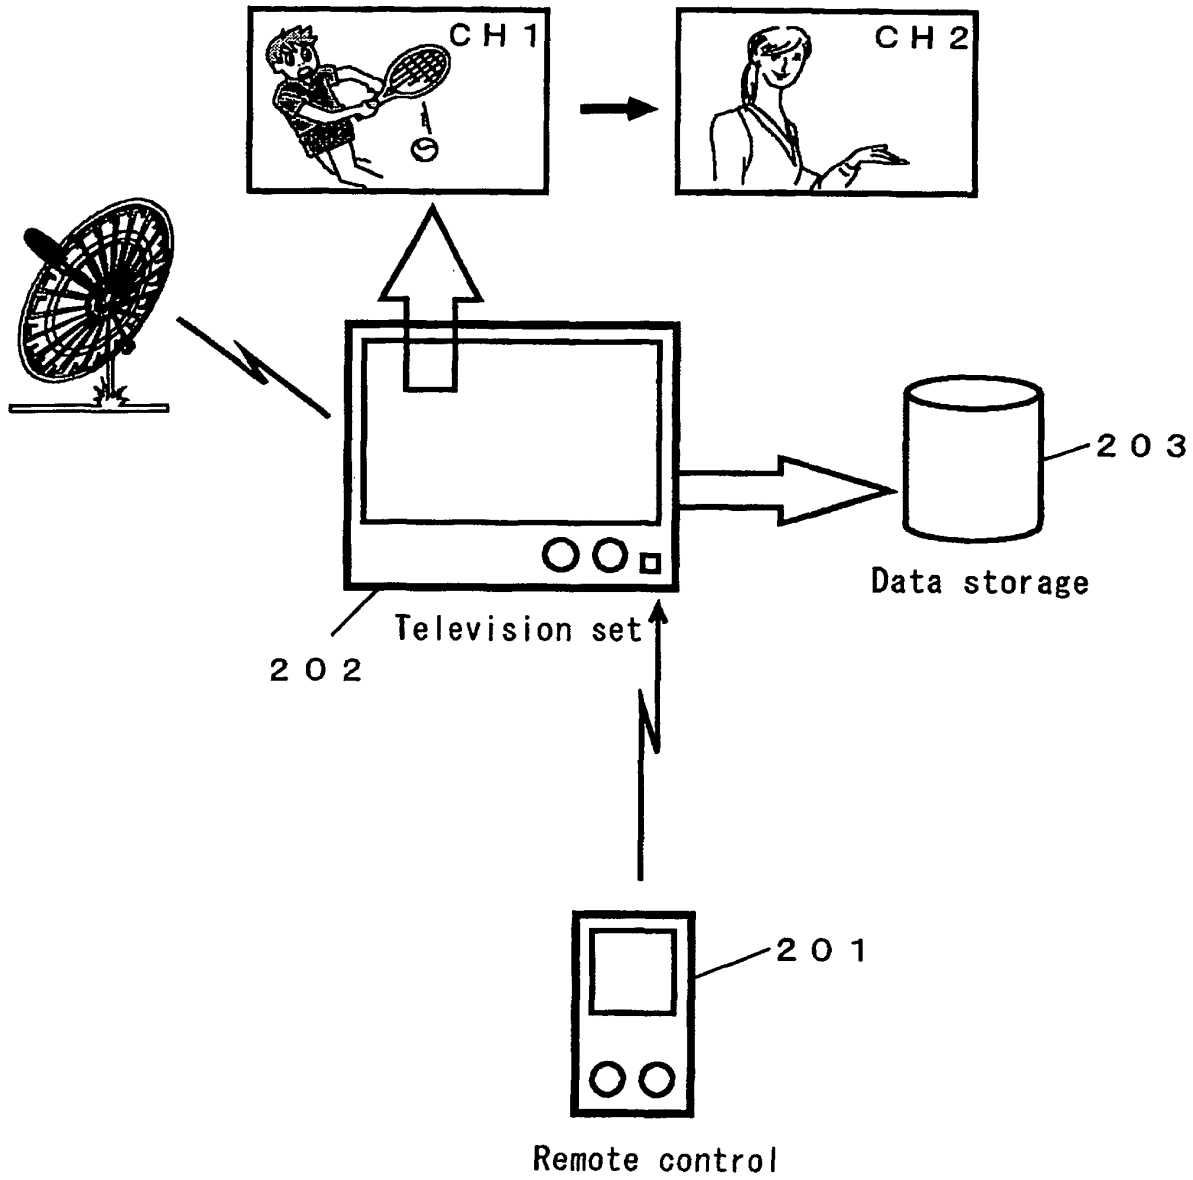 CH1
CH2
203
Data storage
Television set
202
201
Remote control